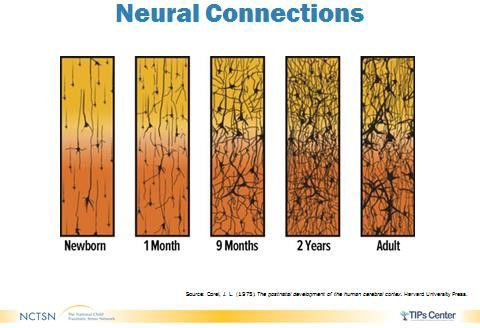 Neural Connections
Newborn
1 Month
9 Months
2 Years
Adult
Source: Corel, J. L. (1975) The postnatal development of the human cerebral cortex. Harvard University Press.
NCTSN
The National Child
Traumatic Stress Network
TIPs Center